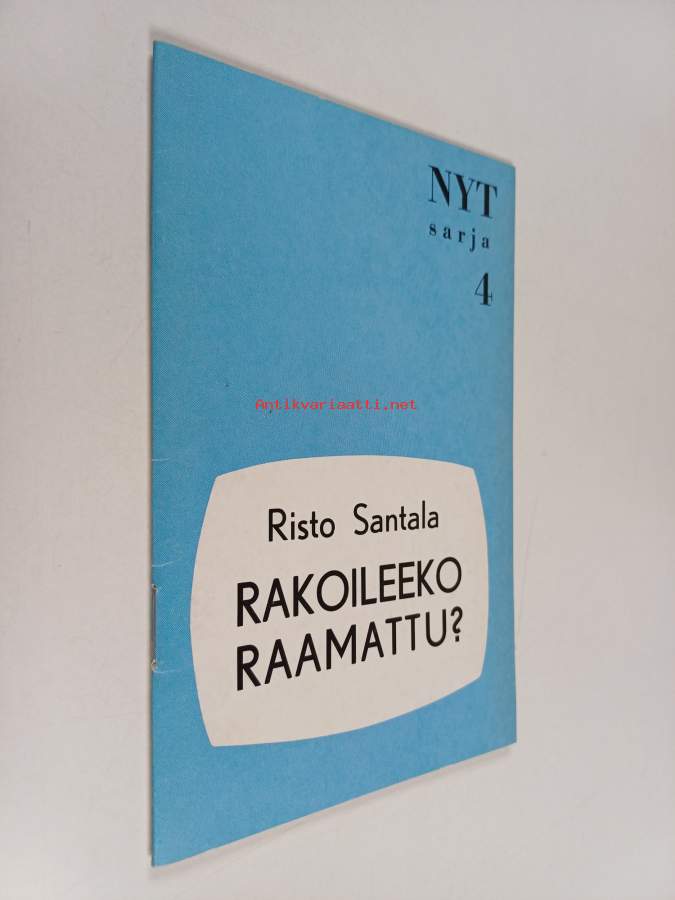 NYT
sarja
4
Antikvariaatti.net
Risto Santala
RAKOILEEKO
RAAMATTU?